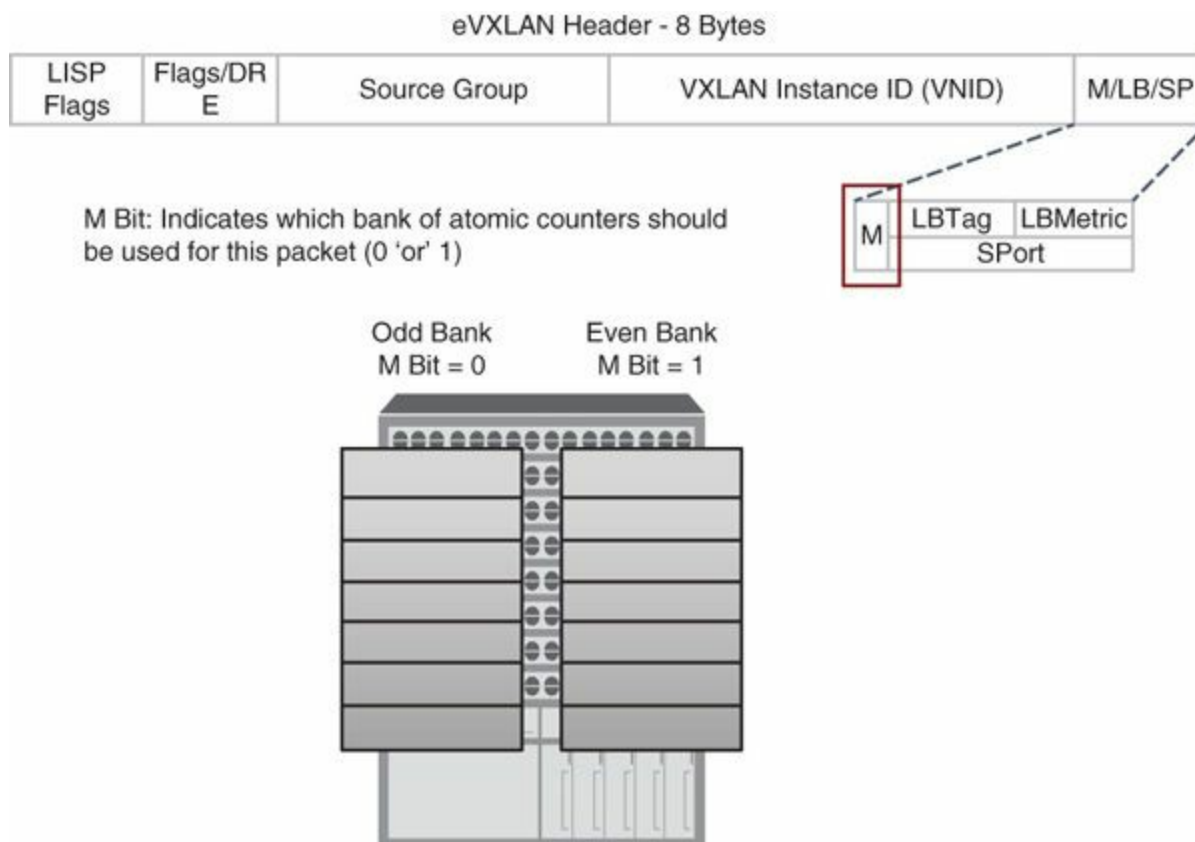 eVXLAN Header - 8 Bytes
LISP
Flags
Flags/DR
E
Source Group
VXLAN Instance ID (VNID)
M/LB/SP
M Bit: Indicates which bank of atomic counters should
be used for this packet (0 ‘or’ 1)
M
LBTag
LBMetric
SPort
Odd Bank
M Bit = 0
Even Bank
M Bit = 1